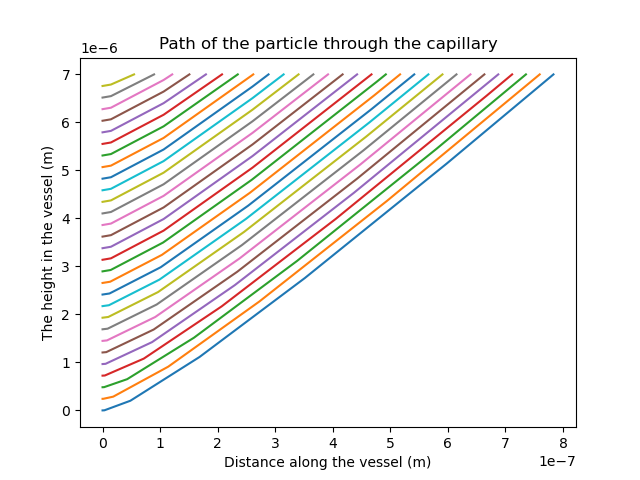 Path of the particle through the capillary
1e−6
7
6
5
4
3
2
1
0
The height in the vessel (m)
0 1 2 3 4 5 6 7 8
1e−7
Distance along the vessel (m)